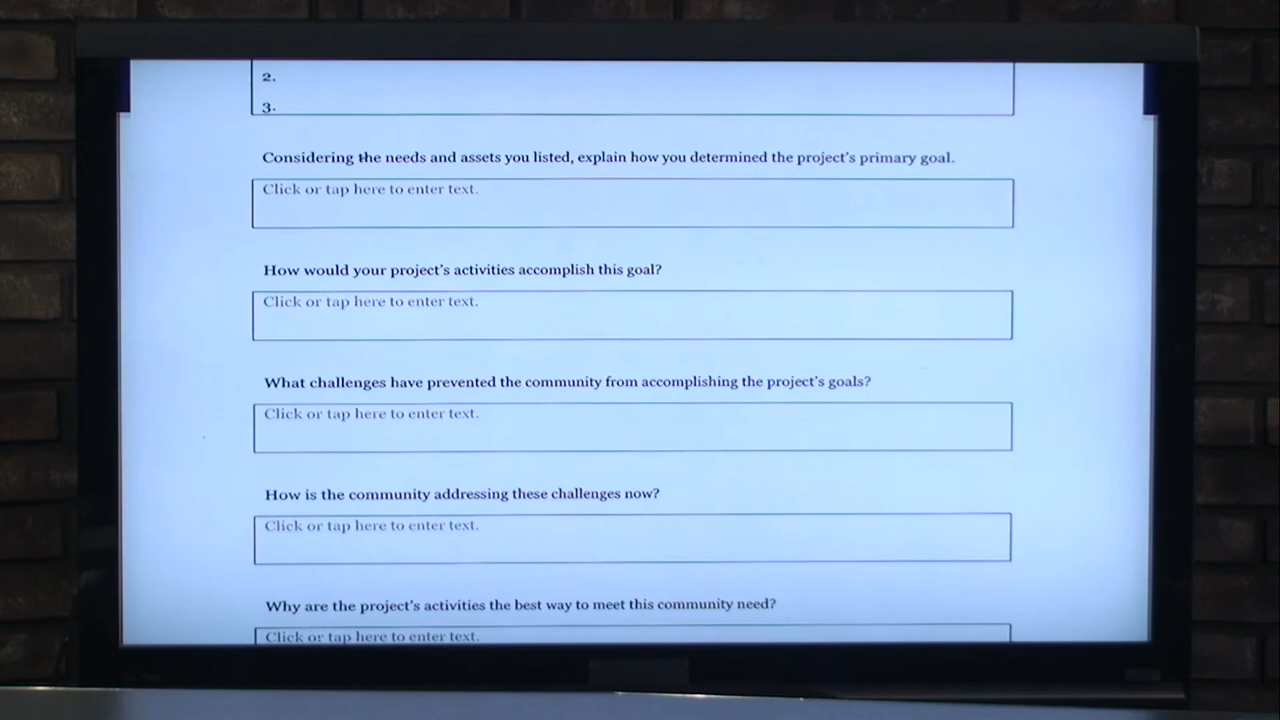 2.
3.
Considering the needs and assets you listed, explain how you determined the project's primary goal.
Click or tap here to enter text.
How would your project's activities accomplish this goal?
Click or tap here to enter text.
What challenges have prevented the community from accomplishing the project's goals?
Click or tap here to enter text.
How is the community addressing these challenges now?
Click or tap here to enter text.
Why are the project's activities the best way to meet this community need?
Click or tap here to enter text.